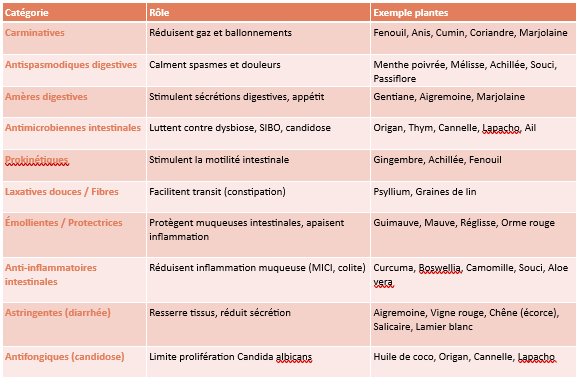 Catégorie Rôle Exemple plantes
Carminatives Réduisent gaz et ballonnements Fenouil, Anis, Cumin, Coriandre, Marjolaine
Antispasmodiques digestives Calment spasmes et douleurs Menthe poivrée, Mélisse, Achillée, Souci,
Passiflore
Amères digestives Stimulent sécrétions digestives, appétit Gentiane, Aigremoine, Marjolaine
Antimicrobiennes intestinales Luttent contre dysbiose, SIBO, candidose Origan, Thym, Cannelle, Lapacho, Ail
Prokinétiques Stimulent la motilité intestinale Gingembre, Achillée, Fenouil
Laxatives douces / Fibres Facilitent transit (constipation) Psyllium, Graines de lin
Émollientes / Protectrices Protègent muqueuses intestinales, apaisent Guimauve, Mauve, Réglisse, Orme rouge
inflammation
Anti-inflammatoires Réduisent inflammation muqueuse (MICI, colite) Curcuma, Boswellia, Camomille, Souci, Aloe
intestinales vera
Astringentes (diarrhée) Resserre tissus, réduit sécrétion Aigremoine, Vigne rouge, Chêne (écorce),
Salicaire, Lamier blanc
Antifongiques (candidose) Limite prolifération Candida albicans Huile de coco, Origan, Cannelle, Lapacho